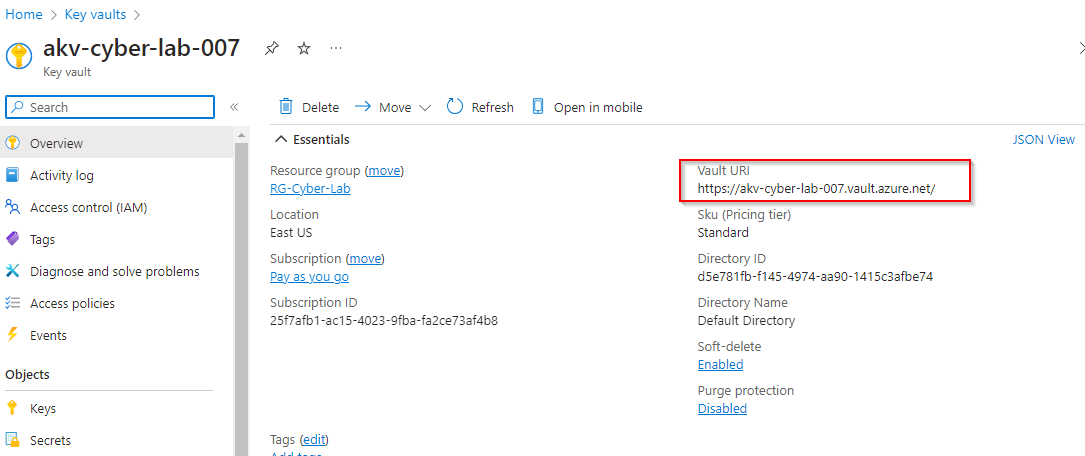 Home > Key vaults >
akv-cyber-lab-007
Key vault
Search
Overview
Activity log
Access control (IAM)
Tags
Diagnose and solve problems
Access policies
Events
Objects
Keys
Secrets
Delete Move Refresh Open in mobile
Essentials
JSON View
Resource group (move)
RG-Cyber-Lab
Location
East US
Subscription (move)
Pay as you go
Subscription ID
25f7afb1-ac15-4023-9fba-fa2ce73af4b8
Vault URI
https://akv-cyber-lab-007.vault.azure.net/
Sku (Pricing tier)
Standard
Directory ID
d5e781fb-f145-4974-aa90-1415c3afbe74
Directory Name
Default Directory
Soft-delete
Enabled
Purge protection
Disabled
Tags (edit)
Add tags